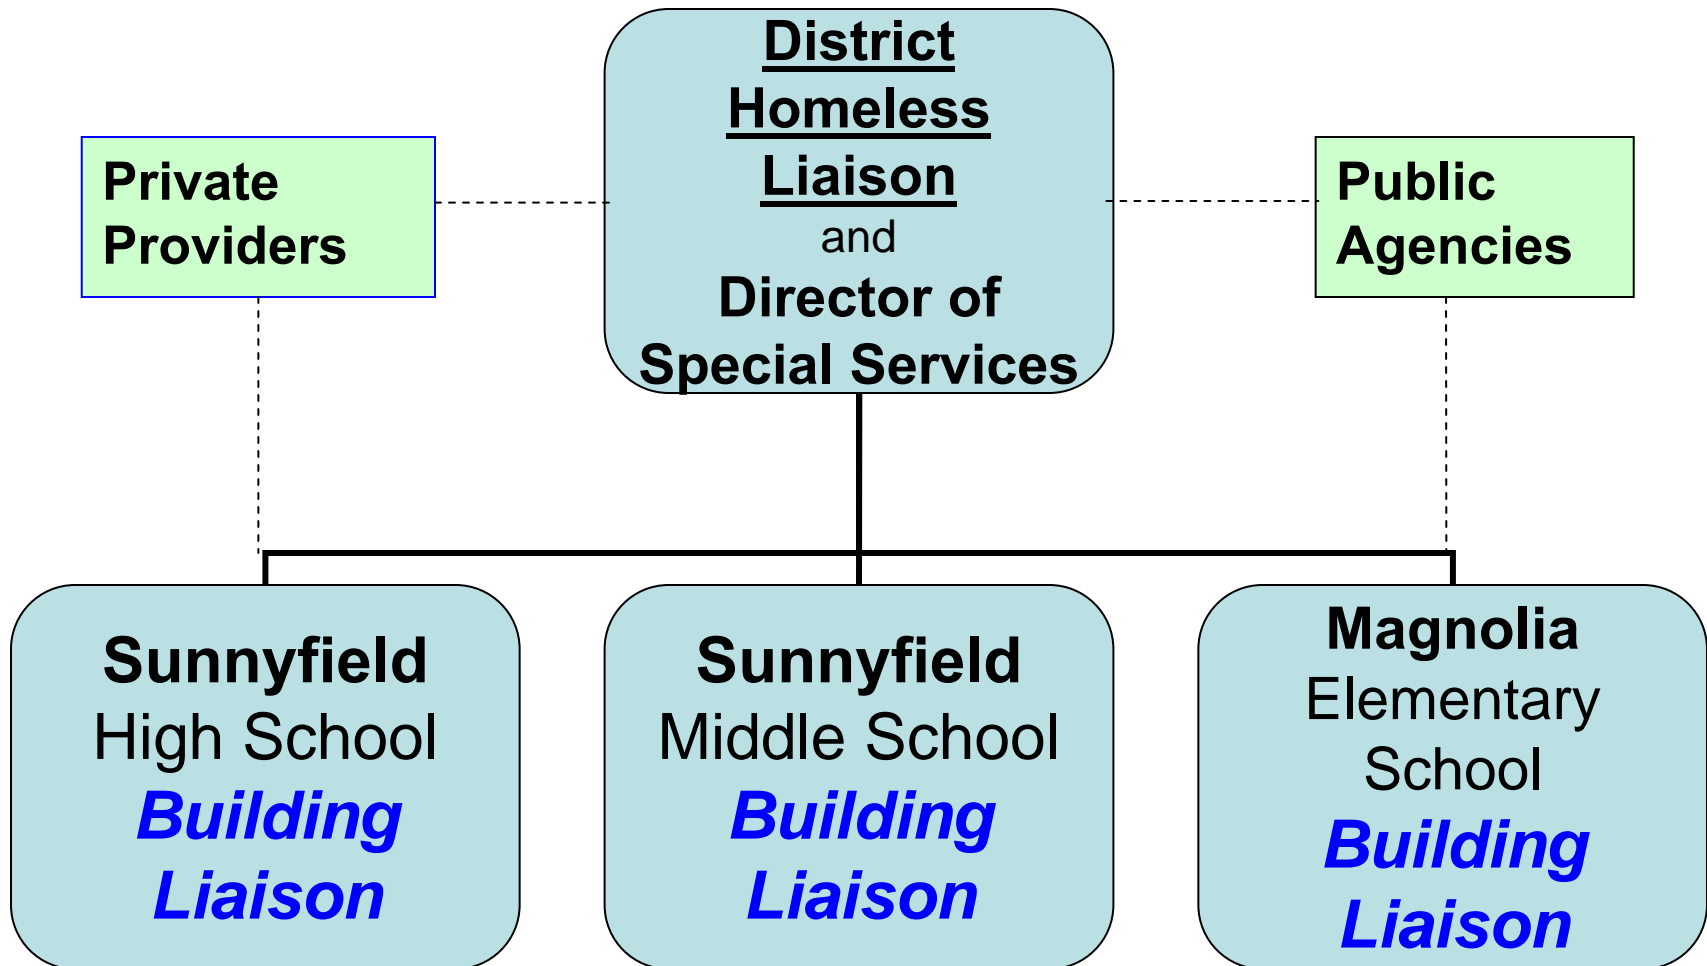 District
Homeless
Liaison
and
Director of
Special Services
Private
Providers
Public
Agencies
Sunnyfield
High School
Building
Liaison
Sunnyfield
Middle School
Building
Liaison
Magnolia
Elementary
School
Building
Liaison